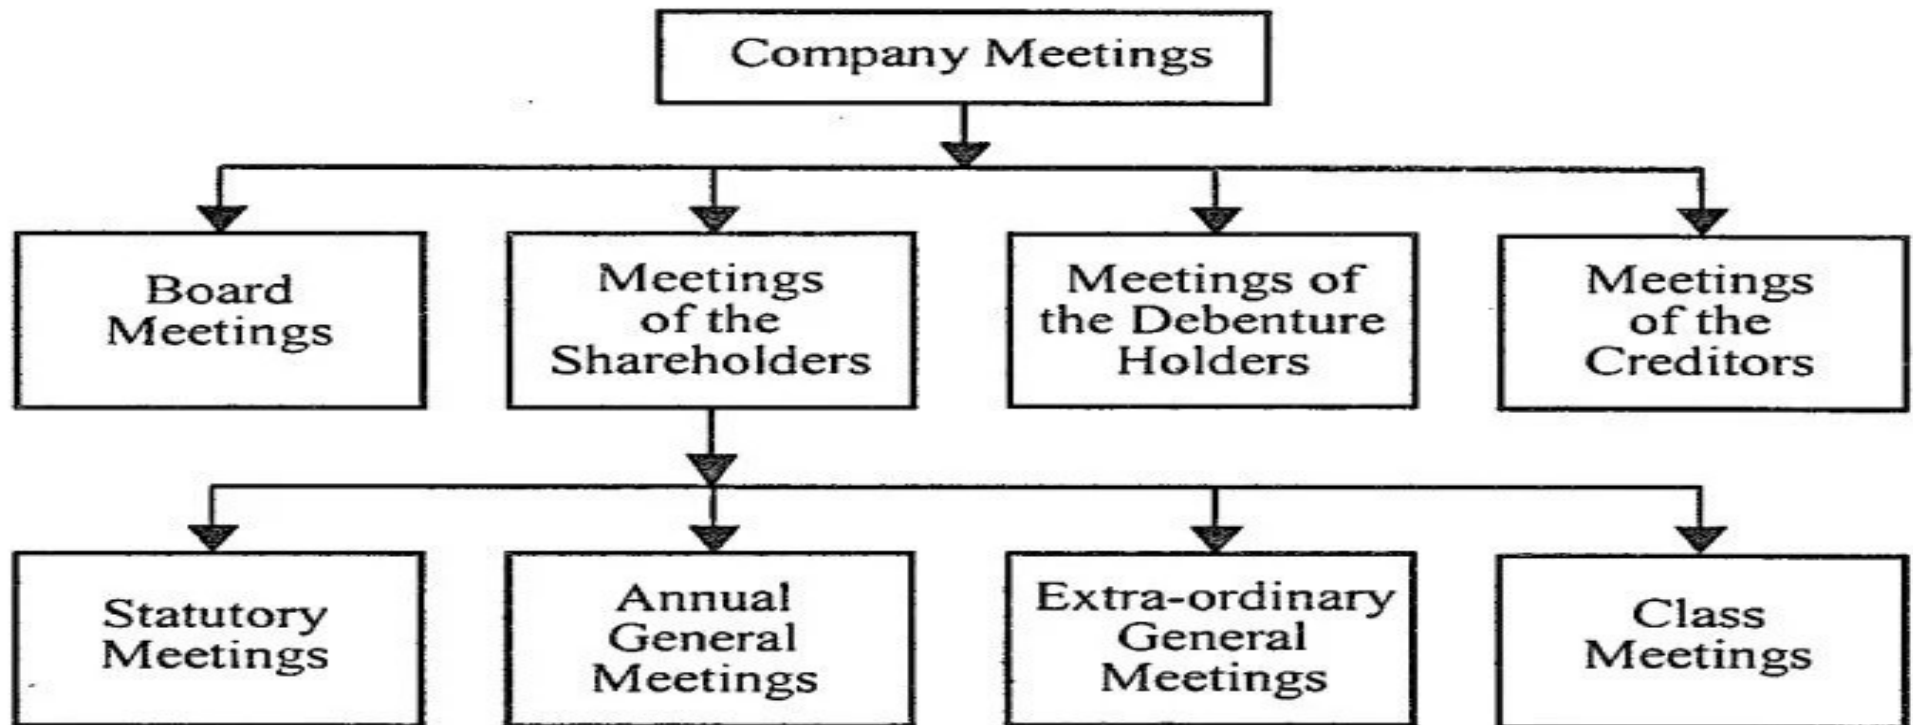 Company Meetings
Board
Meetings
Meetings
of the
Shareholders
Meetings of
the Debenture
Holders
Meetings
of the
Creditors
Statutory
Meetings
Annual
General
Meetings
Extra-ordinary
General
Meetings
Class
Meetings